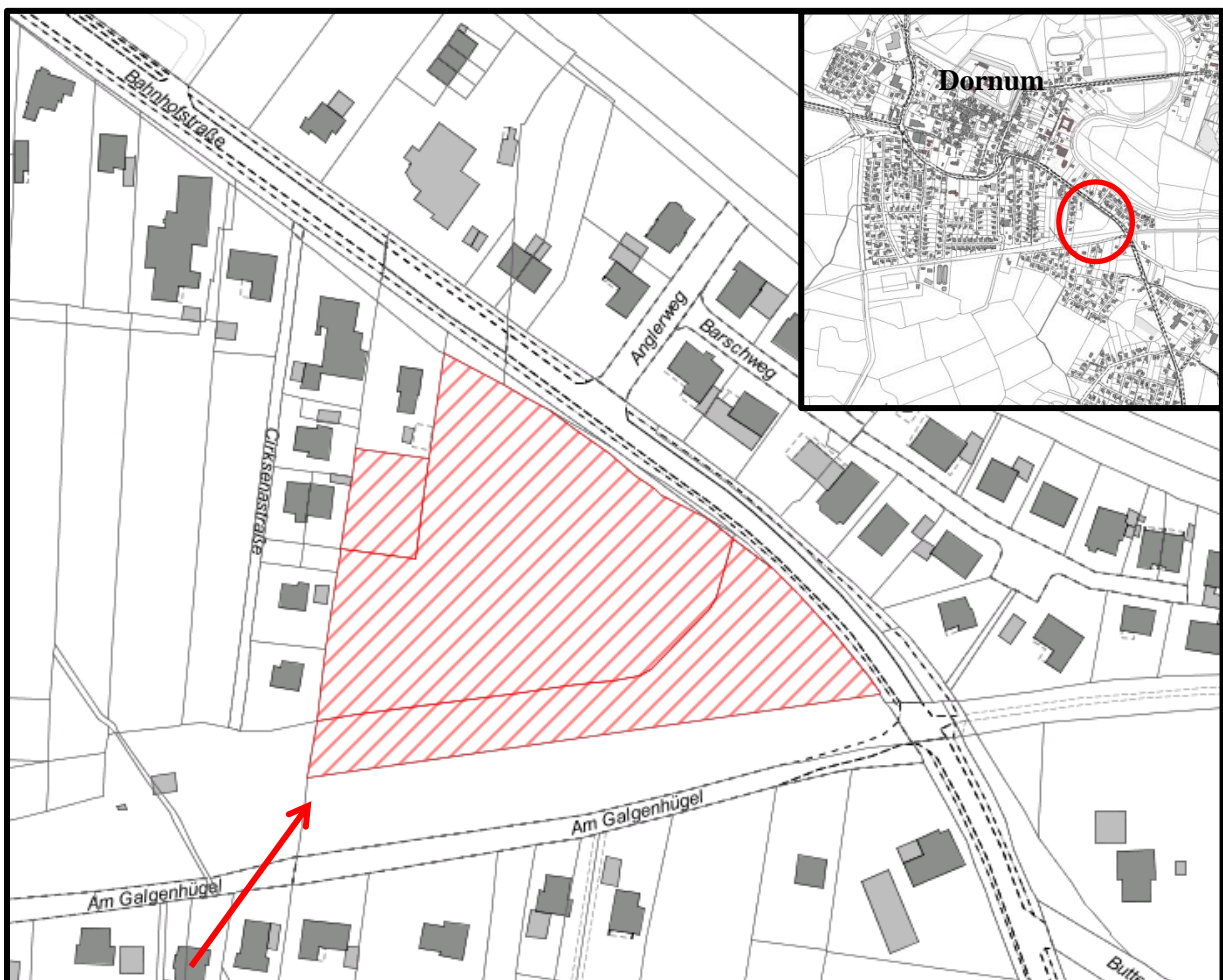 Bahnhofstraße
Dornum
Anglerweg
Barschweg
Cirksenastraße
Am Galgenhügel
Am Galgenhügel